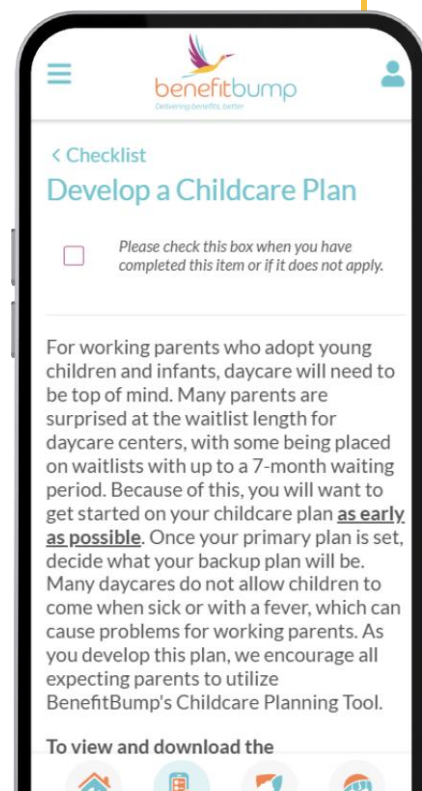 benefitbump
Delivering benefits, better
< Checklist
Develop a Childcare Plan
Please check this box when you have
completed this item or if it does not apply.
For working parents who adopt young
children and infants, daycare will need to
be top of mind. Many parents are
surprised at the waitlist length for
daycare centers, with some being placed
on waitlists with up to a 7-month waiting
period. Because of this, you will want to
get started on your childcare plan as early
as possible. Once your primary plan is set,
decide what your backup plan will be.
Many daycares do not allow children to
come when sick or with a fever, which can
cause problems for working parents. As
you develop this plan, we encourage all
expecting parents to utilize
BenefitBump's Childcare Planning Tool.
To view and download the